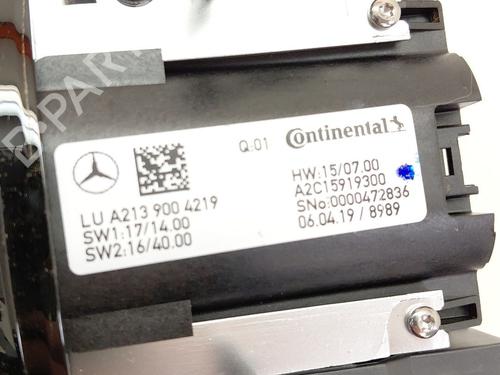 B-PARTS
Q:01
Continental
LU A213 900 4219
SW1:17/14.00
SW2:16/40.00
HW:15/07.00
A2C15919300
SNo:0000472836
06.04.19 / 8989